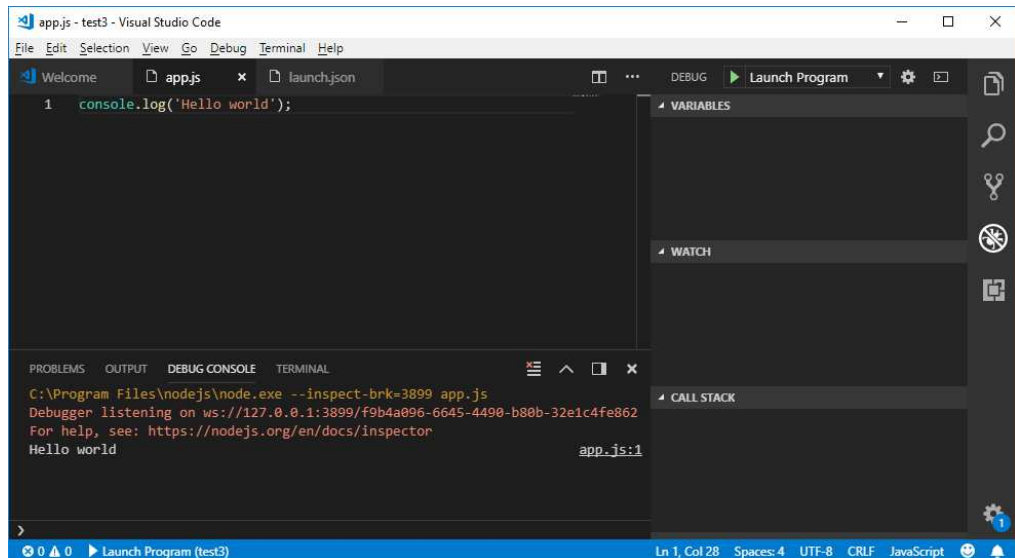 app.js - test3 - Visual Studio Code
File Edit Selection View Go Debug Terminal Help
Welcome app.js launch.json
DEBUG Launch Program
1 console.log('Hello world');
VARIABLES
WATCH
CALL STACK
PROBLEMS OUTPUT DEBUG CONSOLE TERMINAL
C:\Program Files\nodejs\node.exe --inspect-brk=3899 app.js
Debugger listening on ws://127.0.0.1:3899/f9b4a096-6645-4490-b80b-32e1c4fe862
For help, see: https://nodejs.org/en/docs/inspector
Hello world app.js:1
1
0 0 Launch Program (test3) Ln 1, Col 28 Spaces: 4 UTF-8 CRLF JavaScript